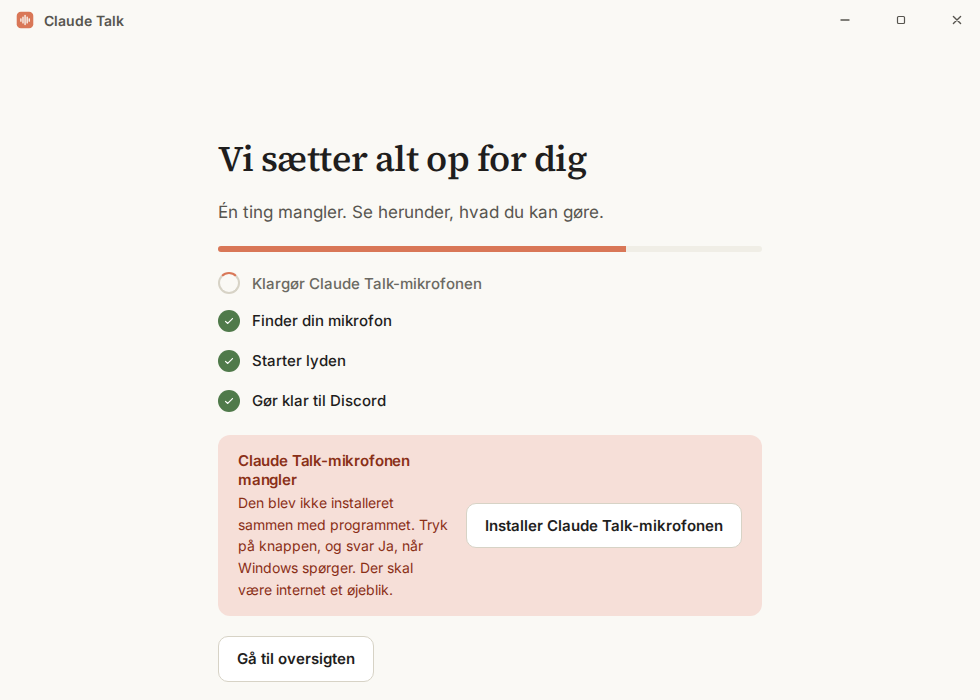 Claude Talk
Vi sætter alt op for dig
Én ting mangler. Se herunder, hvad du kan gøre.
Klargør Claude Talk-mikrofonen
Finder din mikrofon
Starter lyden
Gør klar til Discord
Claude Talk-mikrofonen
mangler
Den blev ikke installeret
sammen med programmet. Tryk
på knappen, og svar Ja, når
Windows spørger. Der skal
være internet et øjeblik.
Installer Claude Talk-mikrofonen
Gå til oversigten